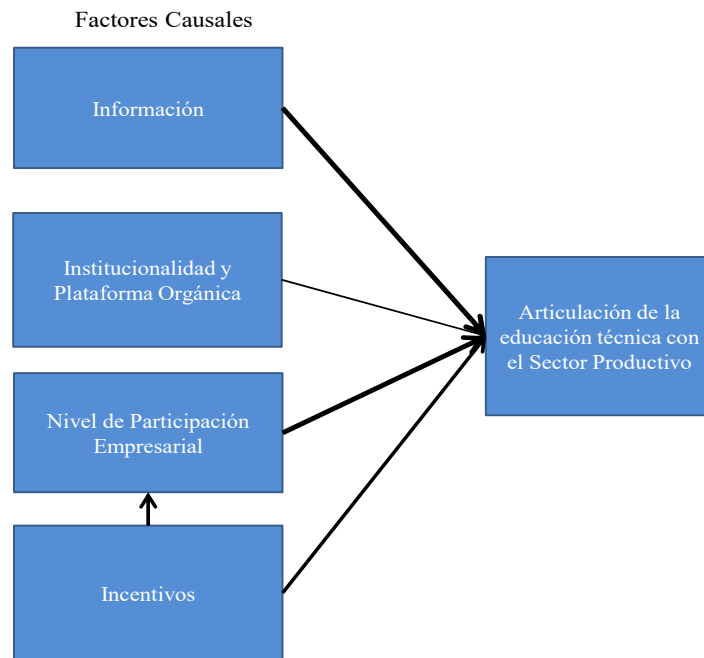 Factores Causales
Información
Institucionalidad y
Plataforma Orgánica
Articulación de la
educación técnica con
el Sector Productivo
Nivel de Participación
Empresarial
Incentivos